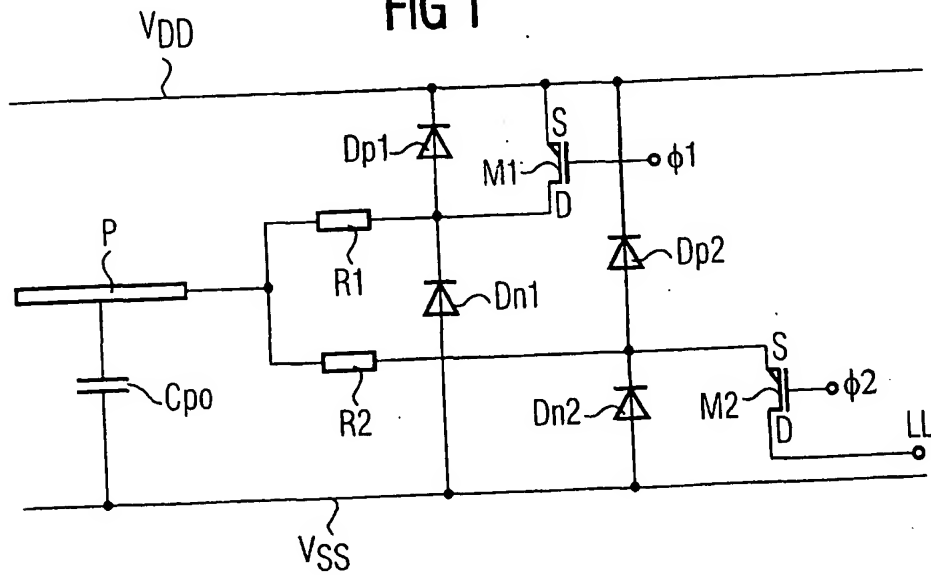 FIG 1
VDD
Dp1
S
M1
φ1
D
P
R1
Dp2
Dn1
Cpo
R2
Dn2
S
M2
φ2
D
LL
VSS